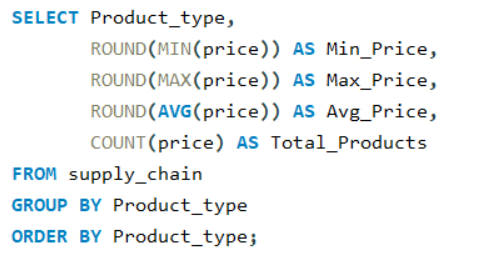 SELECT Product_type,
ROUND(MIN(price)) AS Min_Price,
ROUND(MAX(price)) AS Max_Price,
ROUND(AVG(price)) AS Avg_Price,
COUNT(price) AS Total_Products
FROM supply_chain
GROUP BY Product_type
ORDER BY Product_type;